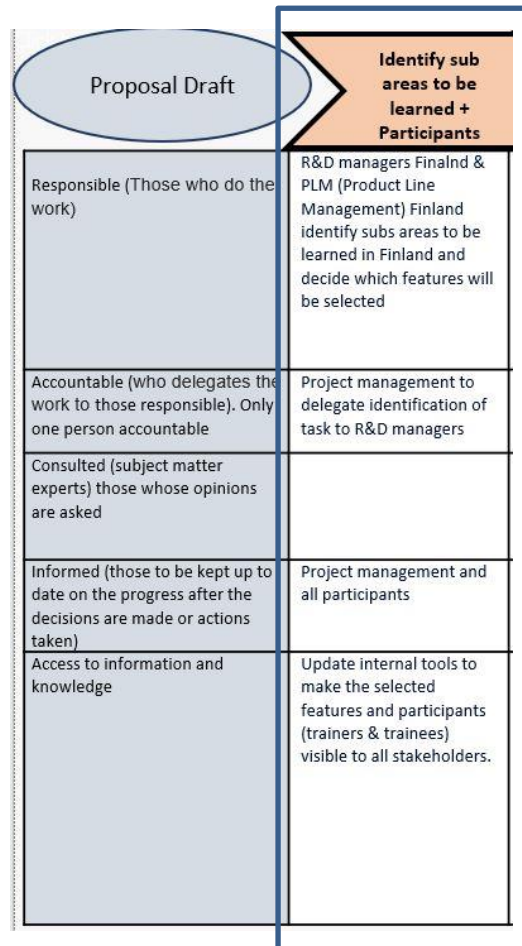 Proposal Draft
Identify sub
areas to be
learned +
Participants
Responsible (Those who do the
work)
R&D managers Finalnd &
PLM (Product Line
Management) Finland
identify subs areas to be
learned in Finland and
decide which features will
be selected
Accountable (who delegates the
work to those responsible). Only
one person accountable
Project management to
delegate identification of
task to R&D managers
Consulted (subject matter
experts) those whose opinions
are asked
Informed (those to be kept up to
date on the progress after the
decisions are made or actions
taken)
Project management and
all participants
Access to information and
knowledge
Update internal tools to
make the selected
features and participants
(trainers & trainees)
visible to all stakeholders.